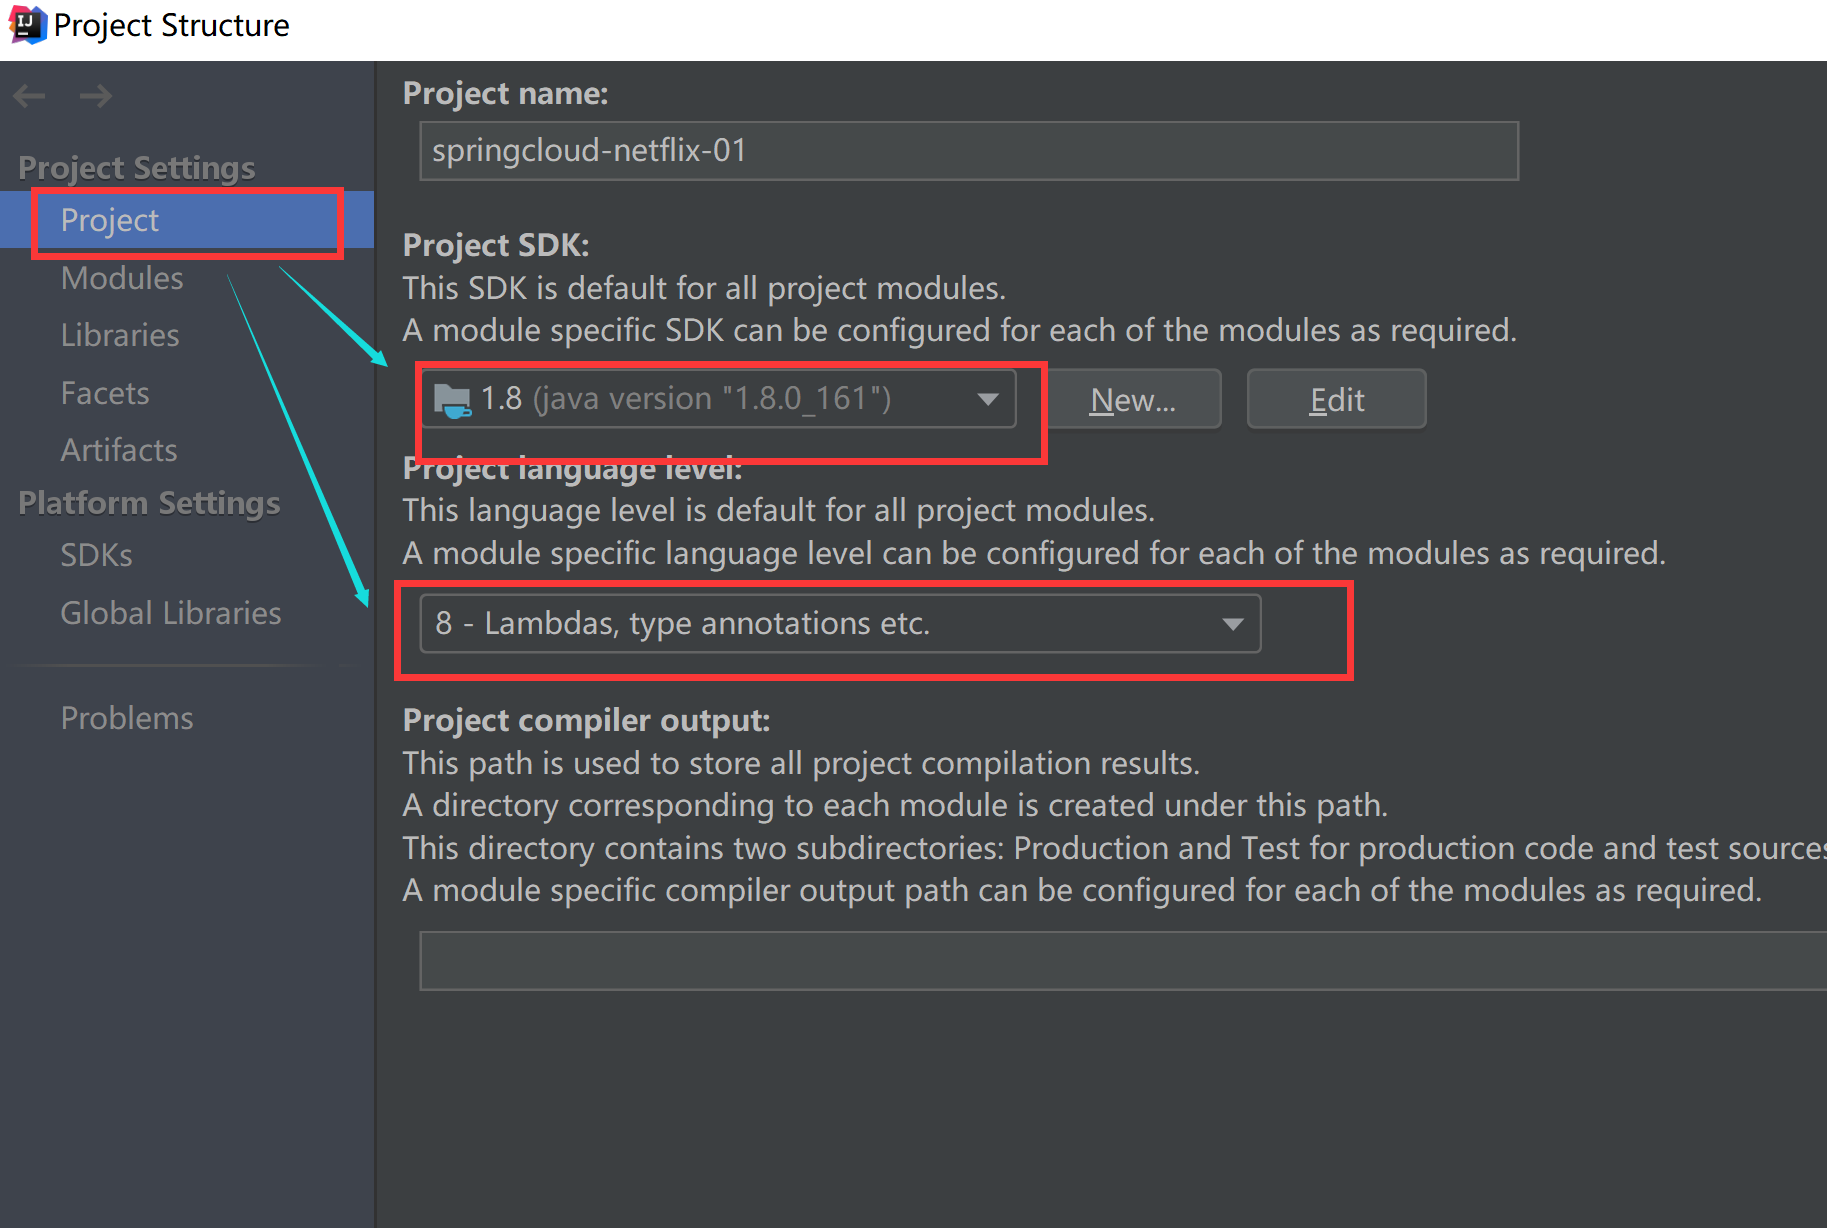 IJ
Project Structure
Project Settings
Project
Modules
Libraries
Facets
Artifacts
Platform Settings
SDKs
Global Libraries
Problems
Project name:
springcloud-netflix-01
Project SDK:
This SDK is default for all project modules.
A module specific SDK can be configured for each of the modules as required.
1.8 (java version "1.8.0_161")
New...
Edit
Project language level:
This language level is default for all project modules.
A module specific language level can be configured for each of the modules as required.
8 - Lambdas, type annotations etc.
Project compiler output:
This path is used to store all project compilation results.
A directory corresponding to each module is created under this path.
This directory contains two subdirectories: Production and Test for production code and test sources
A module specific compiler output path can be configured for each of the modules as required.